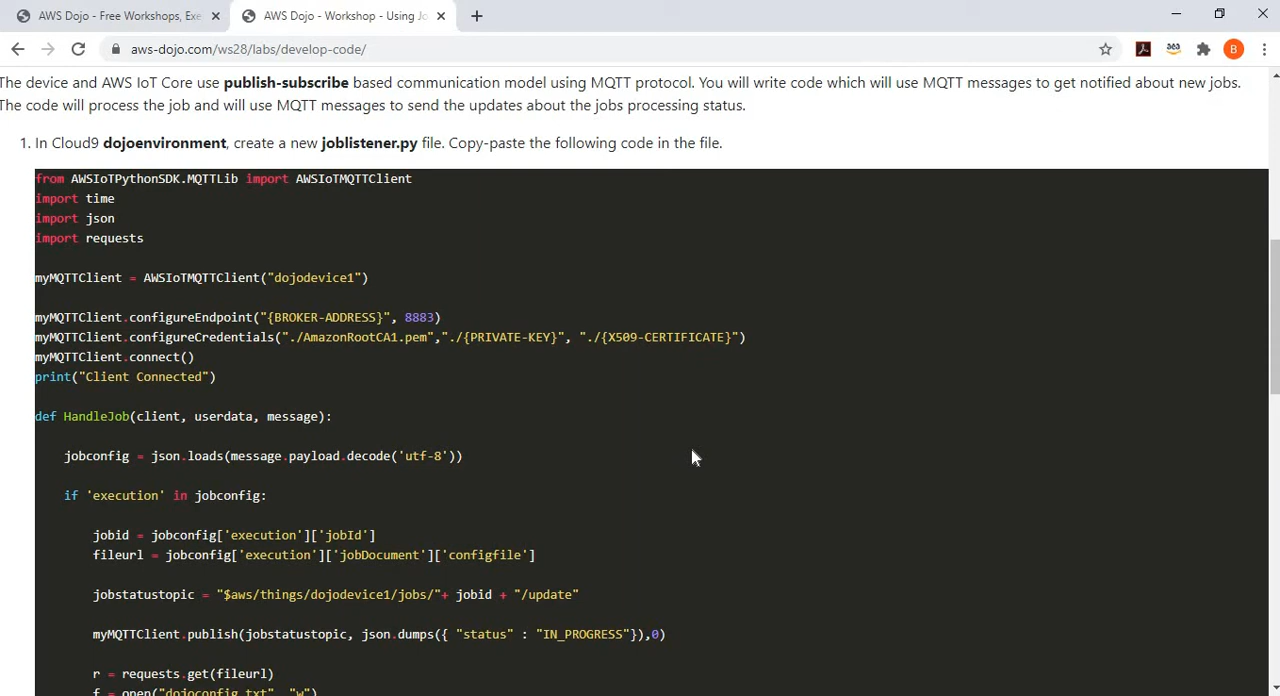 AWS Dojo - Free Workshops, Exe
AWS Dojo - Workshop - Using Jo
aws-dojo.com/ws28/labs/develop-code/
B
The device and AWS IoT Core use publish-subscribe based communication model using MQTT protocol. You will write code which will use MQTT messages to get notified about new jobs.
The code will process the job and will use MQTT messages to send the updates about the jobs processing status.
1. In Cloud9 dojoenvironment, create a new joblistener.py file. Copy-paste the following code in the file.
from AWSIoTPythonSDK.MQTTLib import AWSIoTMQTTClient
import time
import json
import requests
myMQTTClient = AWSIoTMQTTClient("dojodevice1")
myMQTTClient.configureEndpoint("{BROKER-ADDRESS}", 8883)
myMQTTClient.configureCredentials("./AmazonRootCA1.pem","./{PRIVATE-KEY}", "./{X509-CERTIFICATE}")
myMQTTClient.connect()
print("Client Connected")
def HandleJob(client, userdata, message):
jobconfig = json.loads(message.payload.decode('utf-8'))
if 'execution' in jobconfig:
jobid = jobconfig['execution']['jobId']
fileurl = jobconfig['execution']['jobDocument']['configfile']
jobstatustopic = "$aws/things/dojodevice1/jobs/"+ jobid + "/update"
myMQTTClient.publish(jobstatustopic, json.dumps({ "status" : "IN_PROGRESS"}),0)
r = requests.get(fileurl)
f = open("dojoconfig.txt", "w")